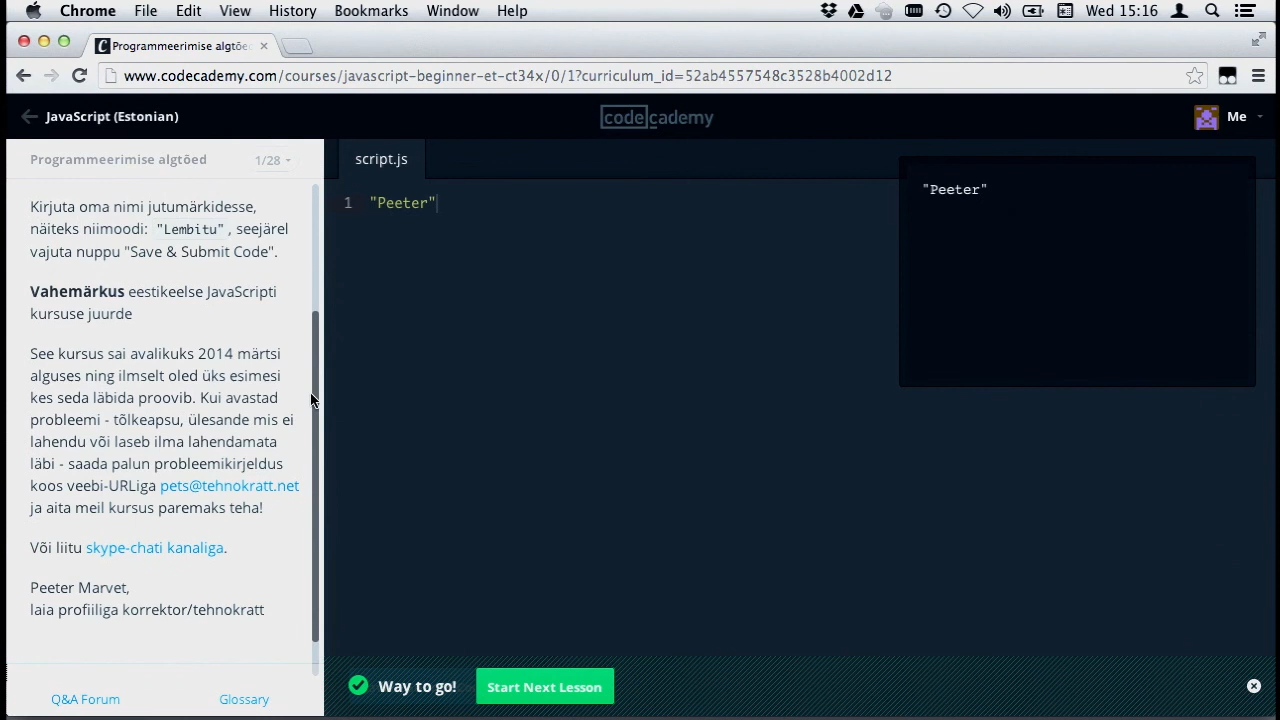 Chrome File Edit View History Bookmarks Window Help Wed 15:16
Programmeerimise algtõe
www.codecademy.com/courses/javascript-beginner-et-ct34x/0/1?curriculum_id=52ab4557548c3528b4002d12
JavaScript (Estonian) codecademy Me
Programmeerimise algtõed 1/28 script.js
1 "Peeter"
"Peeter"
Kirjuta oma nimi jutumärkidesse,
näiteks niimoodi: "Lembitu", seejärel
vajuta nuppu "Save & Submit Code".
Vahemärkus eestikeelse JavaScripti
kursuse juurde
See kursus sai avalikuks 2014 märtsi
alguses ning ilmselt oled üks esimesi
kes seda läbida proovib. Kui avastad
probleemi - tõlkeapsu, ülesande mis ei
lahendu või laseb ilma lahendamata
läbi - saada palun probleemikirjeldus
koos veebi-URLiga pets@tehnokratt.net
ja aita meil kursus paremaks teha!
Või liitu skype-chati kanaliga.
Peeter Marvet,
laia profiiliga korrektor/tehnokratt
Q&A Forum Glossary
Way to go! Start Next Lesson